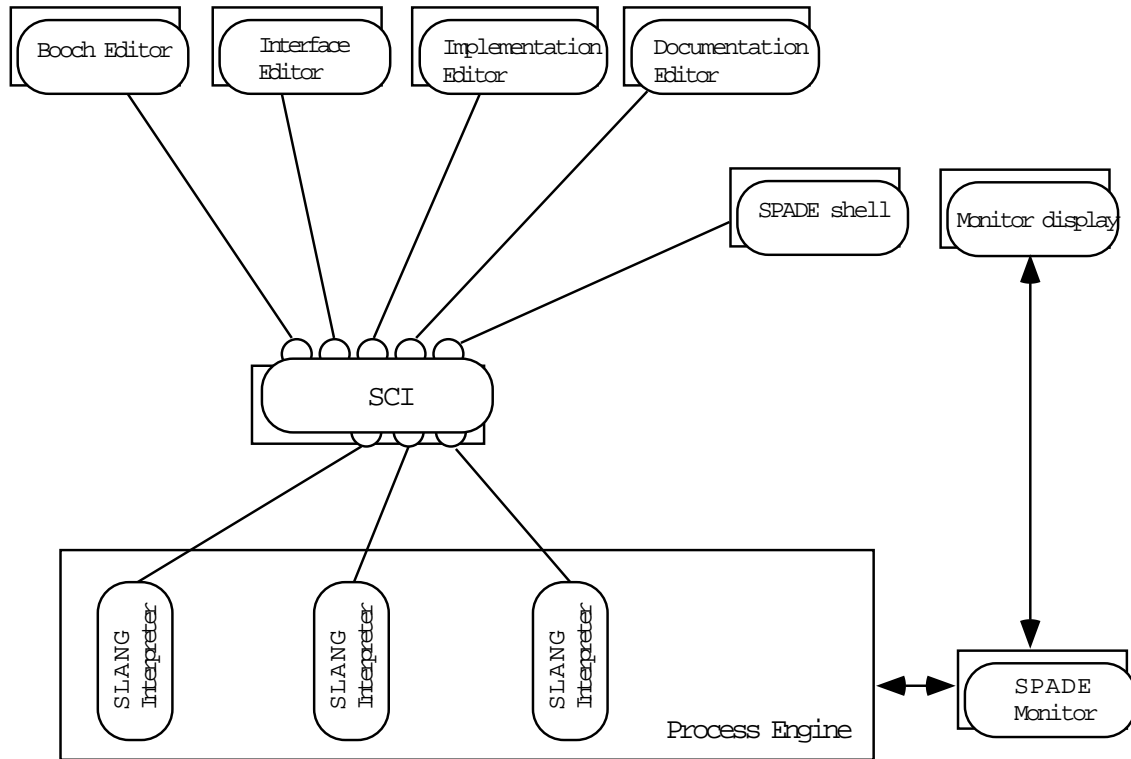 Booch Editor
Interface
Editor
Implementation
Editor
Documentation
Editor
SPADE shell
Monitor display
SCI
SLANG
Interpreter
SLANG
Interpreter
SLANG
Interpreter
Process Engine
SPADE
Monitor